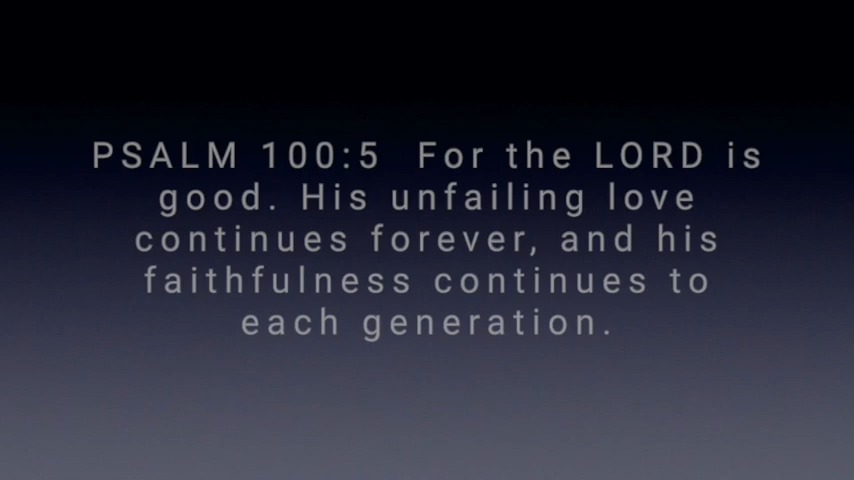 PSALM 100:5  For the LORD is
good. His unfailing love
continues forever, and his
faithfulness continues to
each generation.